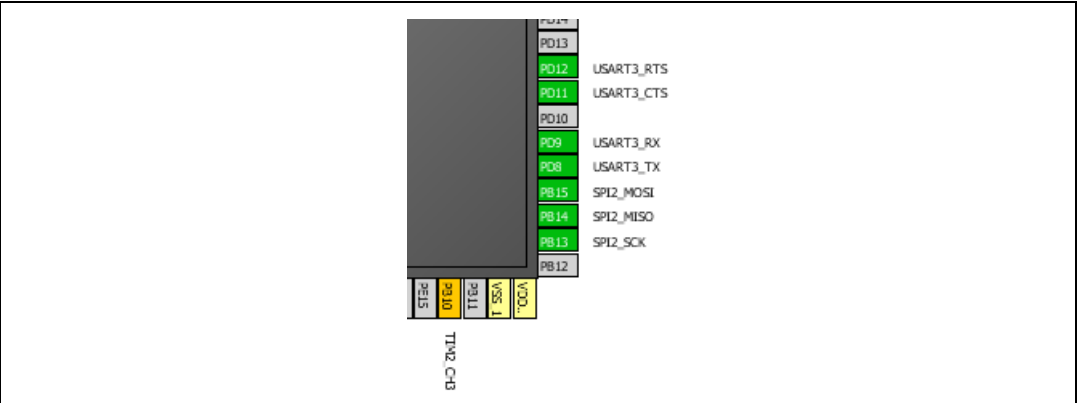 PD13
PD12 USART3_RTS
PD11 USART3_CTS
PD10
PD9 USART3_RX
PD8 USART3_TX
PB15 SPI2_MOSI
PB14 SPI2_MISO
PB13 SPI2_SCK
PB12
PE15 PB10 PB11 VSS_1 VDD..
TIM2_CH3